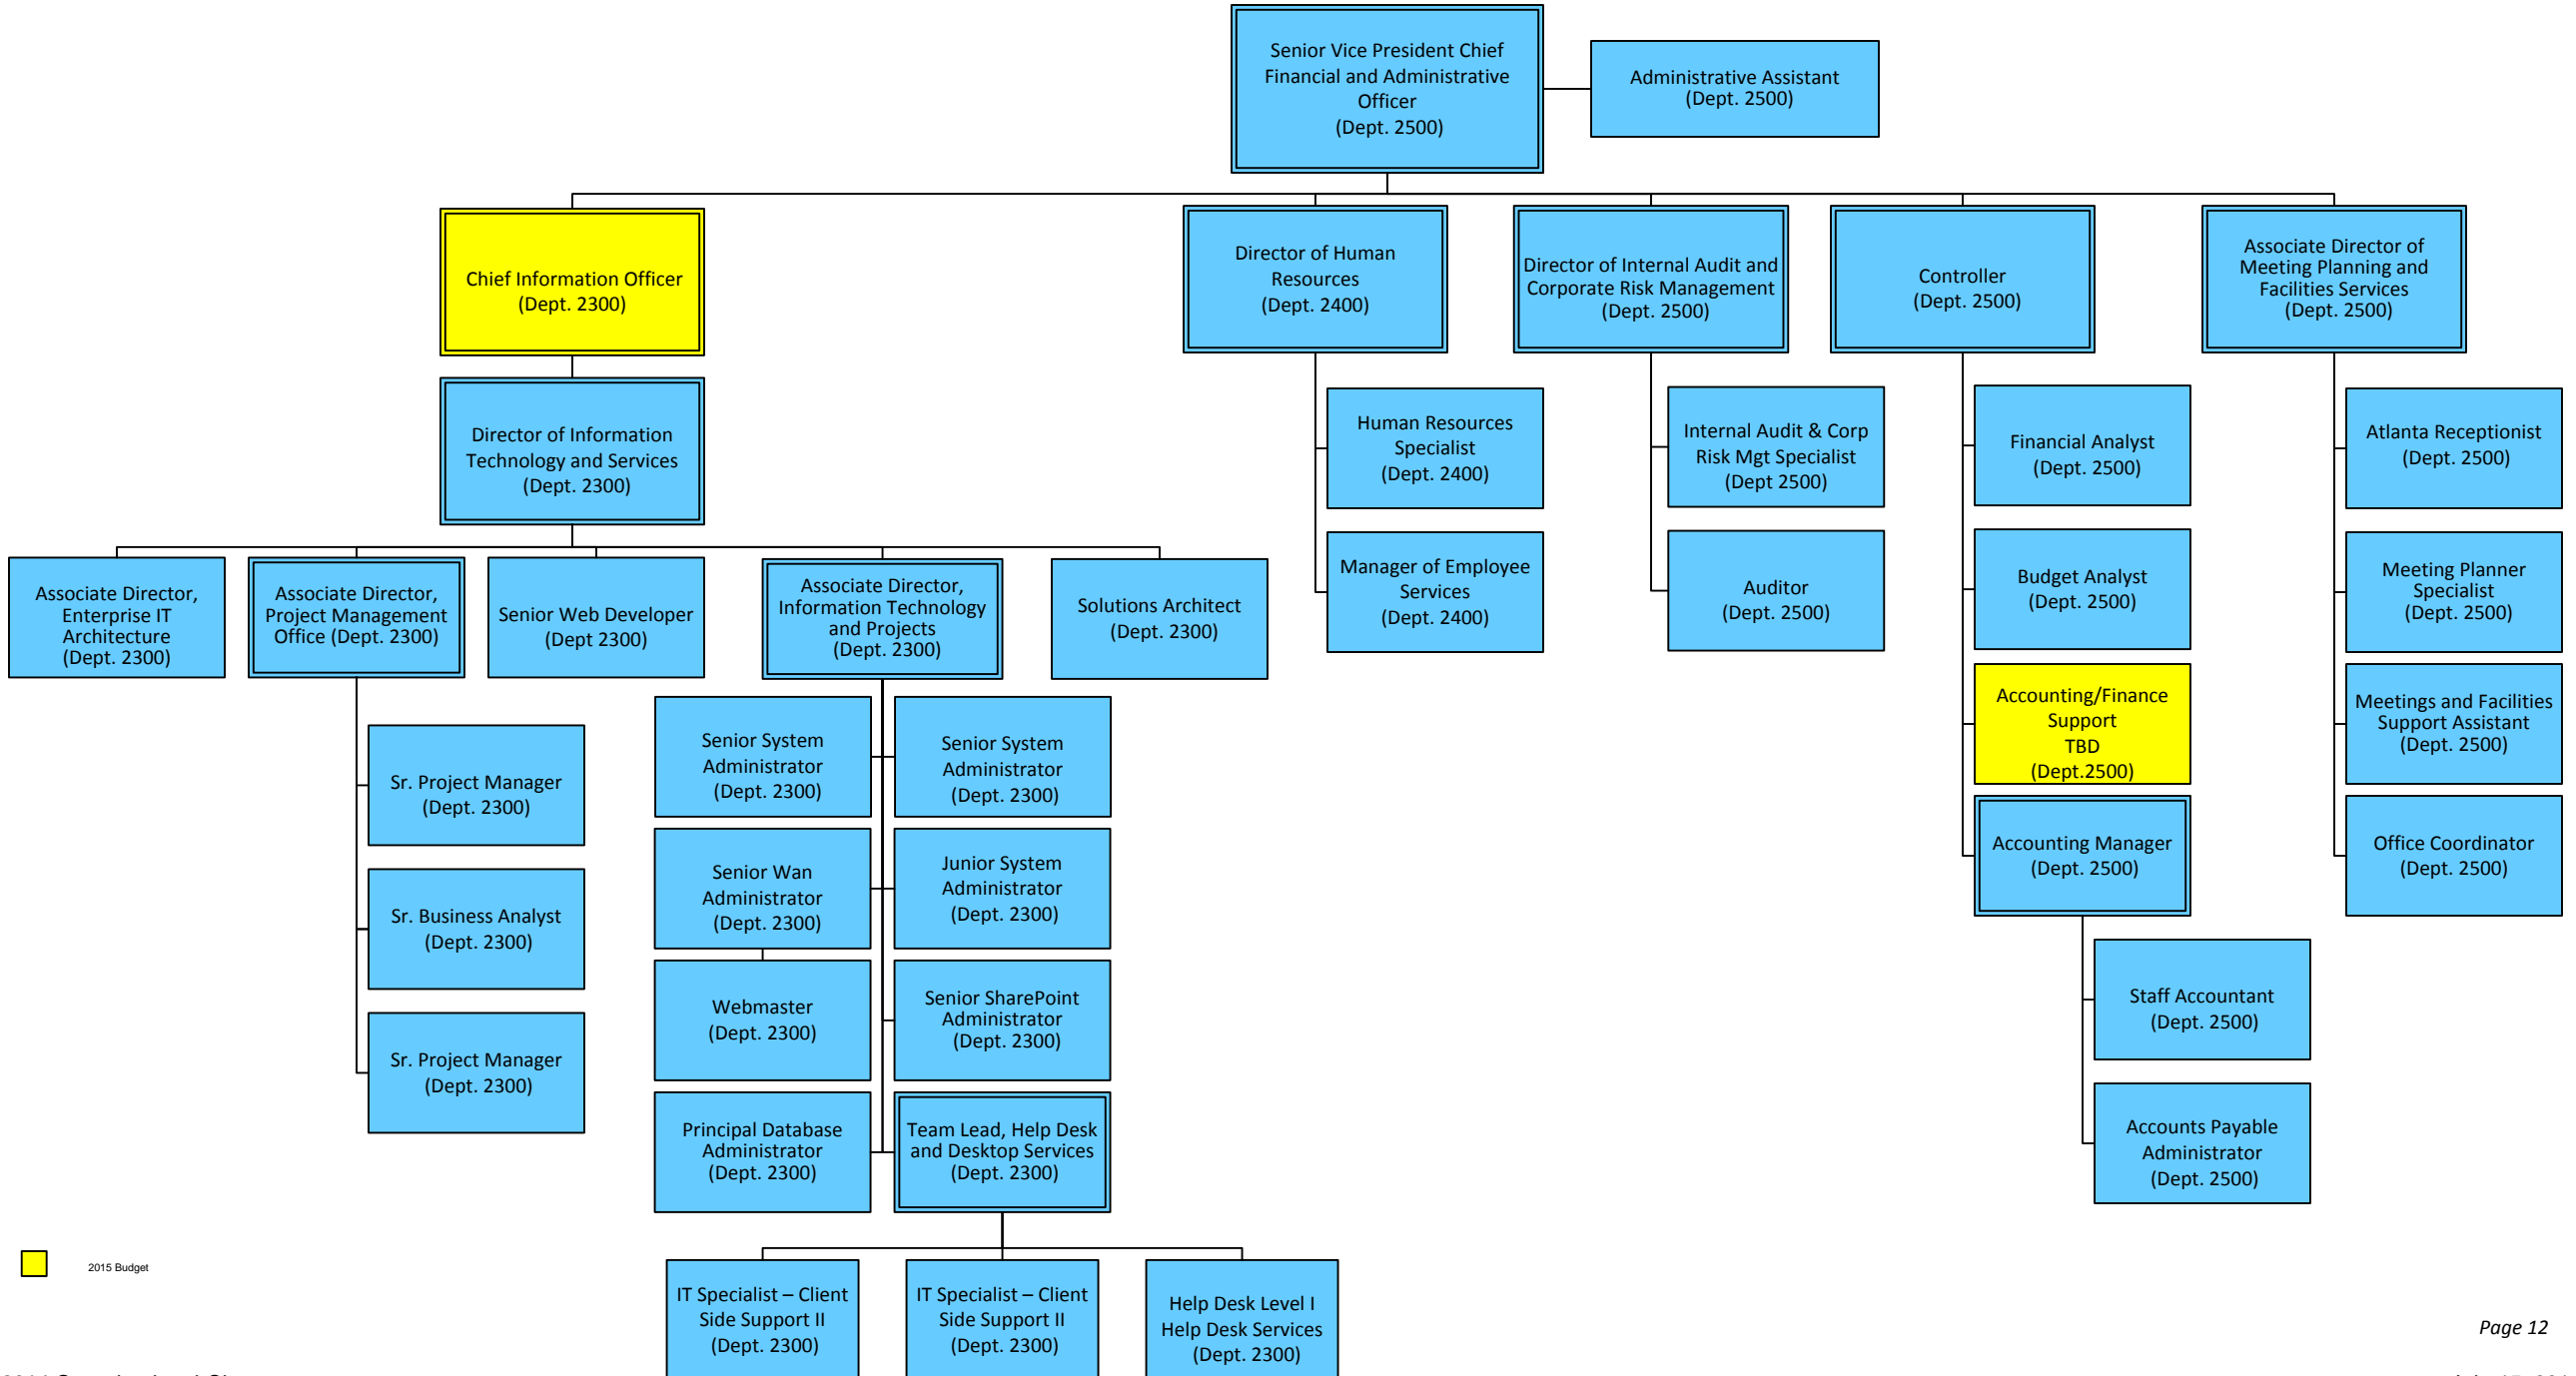 Senior Vice President Chief
Financial and Administrative
Officer
(Dept. 2500)
Administrative Assistant
(Dept. 2500)
Chief Information Officer
(Dept. 2300)
Director of Human
Resources
(Dept. 2400)
Director of Internal Audit and
Corporate Risk Management
(Dept. 2500)
Controller
(Dept. 2500)
Associate Director of
Meeting Planning and
Facilities Services
(Dept. 2500)
Director of Information
Technology and Services
(Dept. 2300)
Human Resources
Specialist
(Dept. 2400)
Internal Audit & Corp
Risk Mgt Specialist
(Dept 2500)
Financial Analyst
(Dept. 2500)
Atlanta Receptionist
(Dept. 2500)
Associate Director,
Enterprise IT
Architecture
(Dept. 2300)
Associate Director,
Project Management
Office (Dept. 2300)
Senior Web Developer
(Dept 2300)
Associate Director,
Information Technology
and Projects
(Dept. 2300)
Solutions Architect
(Dept. 2300)
Manager of Employee
Services
(Dept. 2400)
Auditor
(Dept. 2500)
Budget Analyst
(Dept. 2500)
Meeting Planner
Specialist
(Dept. 2500)
Accounting/Finance
Support
TBD
(Dept.2500)
Meetings and Facilities
Support Assistant
(Dept. 2500)
Sr. Project Manager
(Dept. 2300)
Senior System
Administrator
(Dept. 2300)
Senior System
Administrator
(Dept. 2300)
Accounting Manager
(Dept. 2500)
Office Coordinator
(Dept. 2500)
Sr. Business Analyst
(Dept. 2300)
Senior Wan
Administrator
(Dept. 2300)
Junior System
Administrator
(Dept. 2300)
Staff Accountant
(Dept. 2500)
Sr. Project Manager
(Dept. 2300)
Webmaster
(Dept. 2300)
Senior SharePoint
Administrator
(Dept. 2300)
Accounts Payable
Administrator
(Dept. 2500)
Principal Database
Administrator
(Dept. 2300)
Team Lead, Help Desk
and Desktop Services
(Dept. 2300)
2015 Budget
IT Specialist – Client
Side Support II
(Dept. 2300)
IT Specialist – Client
Side Support II
(Dept. 2300)
Help Desk Level I
Help Desk Services
(Dept. 2300)
Page 12